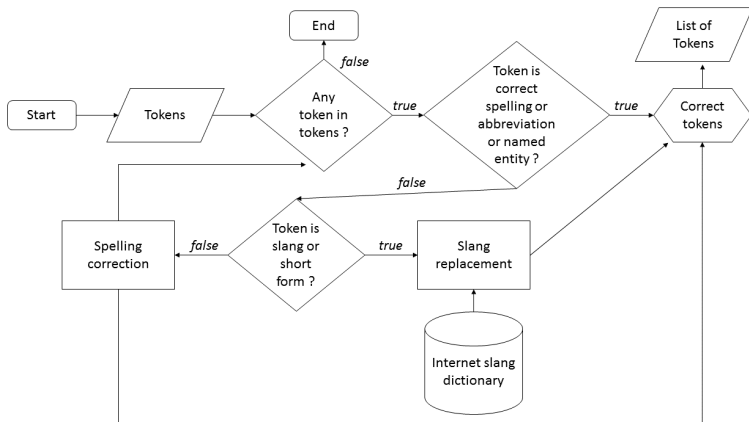 End
List of
Tokens
false
Start
Tokens
Any
token in
tokens ?
true
Token is
correct
spelling or
abbreviation
or named
entity ?
true
Correct
tokens
false
Spelling
correction
false
Token is
slang or
short
form ?
true
Slang
replacement
Internet slang
dictionary